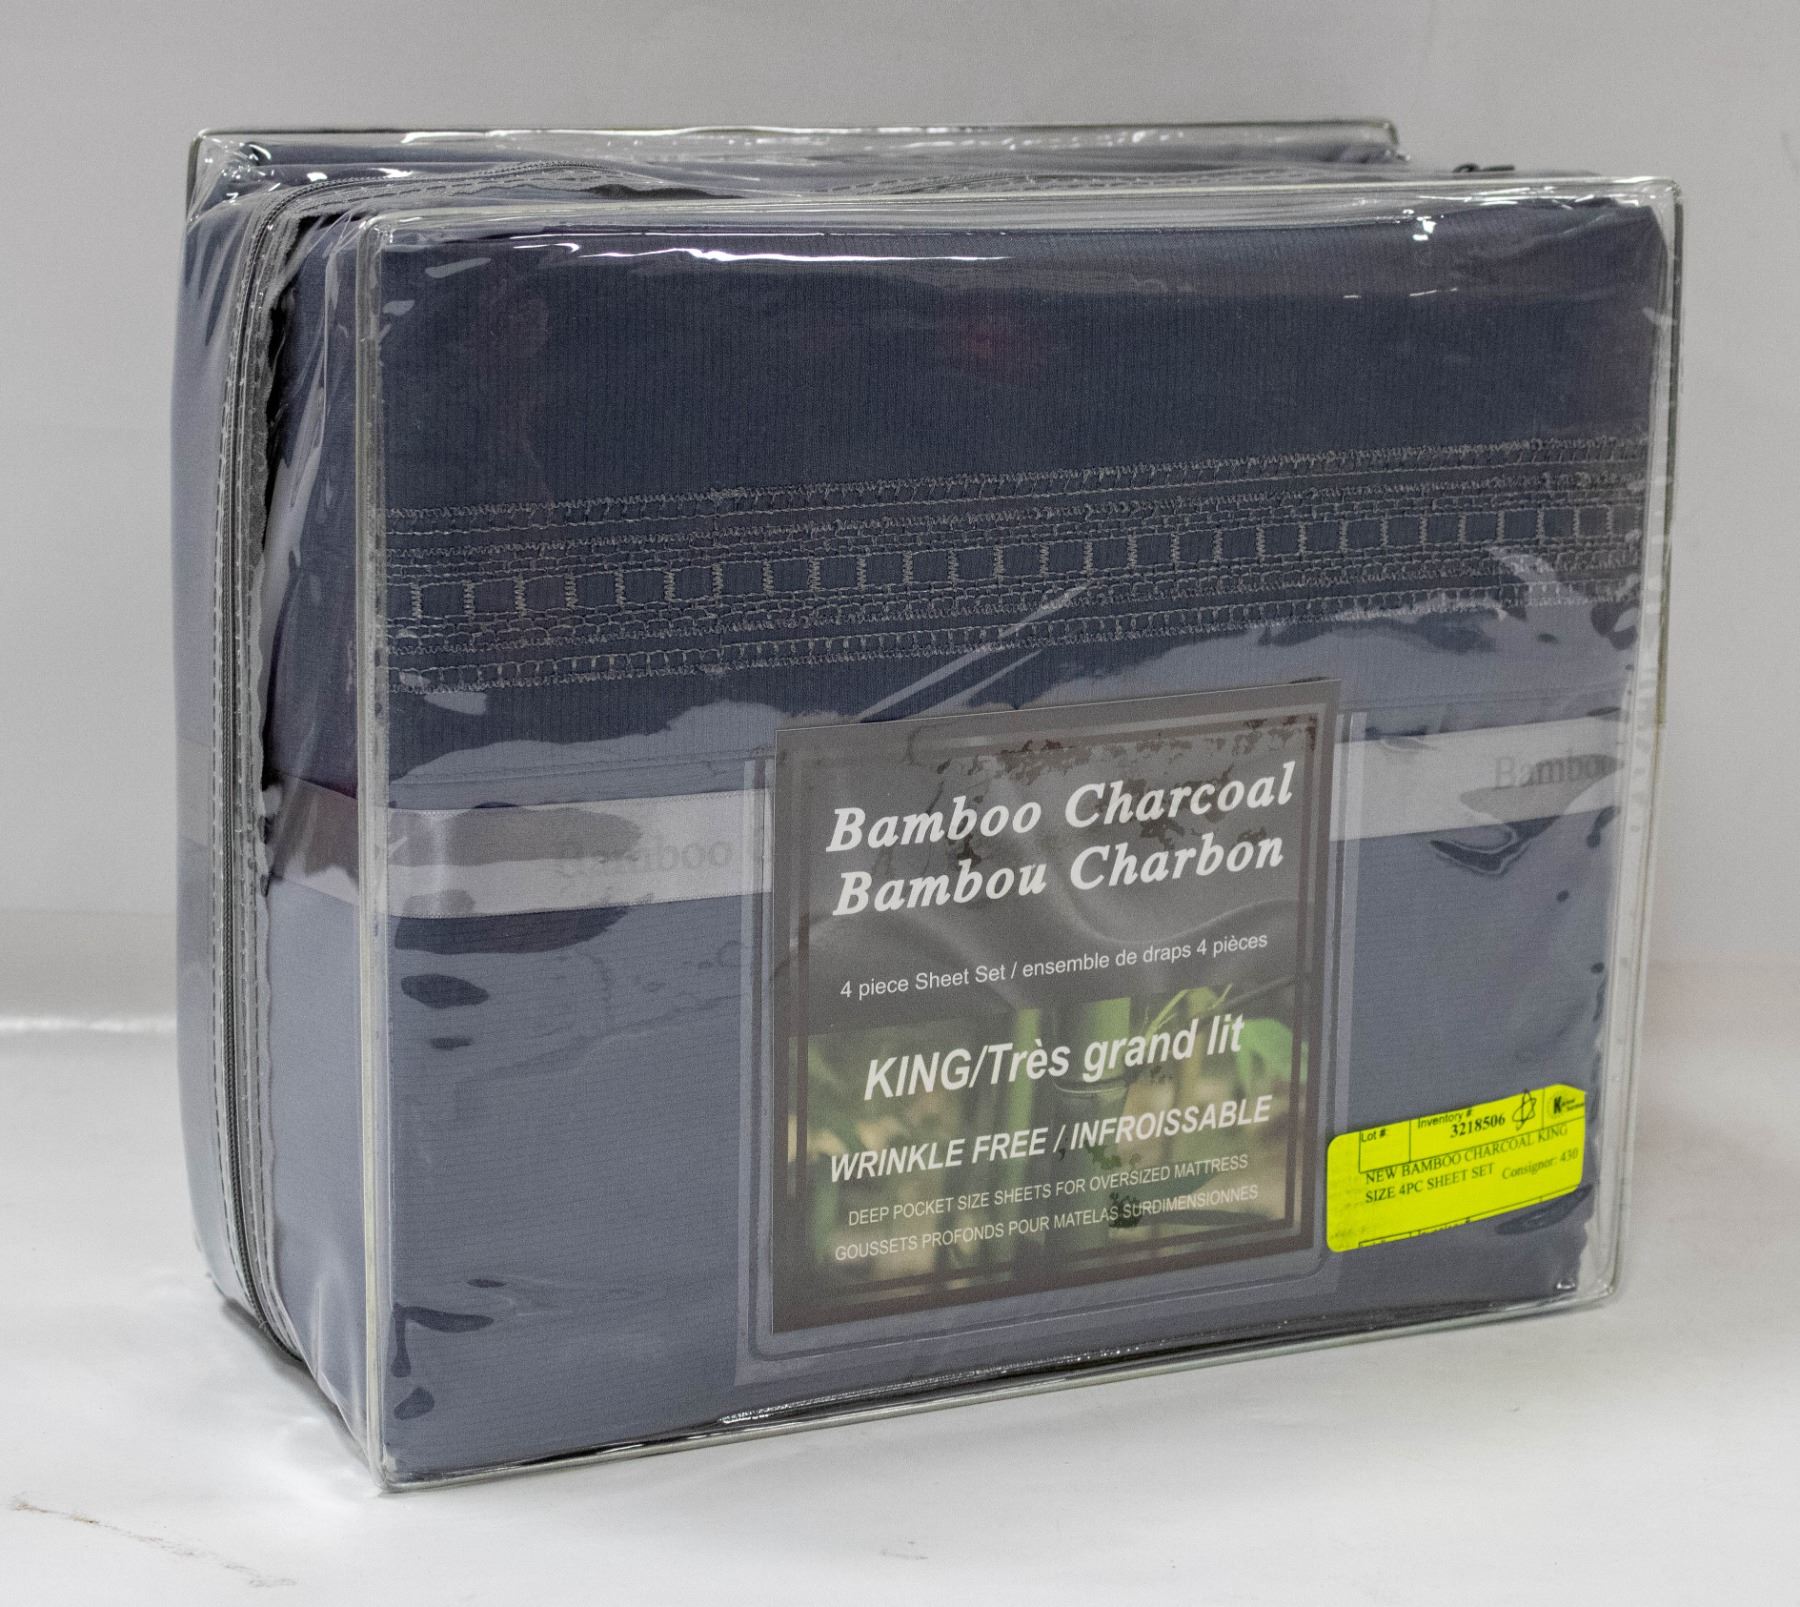 Bamboo
Bamboo
Bamboo Charcoal
Bambou Charbon
4 piece Sheet Set / ensemble de draps 4 pièces
KING/Très grand lit
WRINKLE FREE / INFROISSABLE
DEEP POCKET SIZE SHEETS FOR OVERSIZED MATTRESS
GOUSSETS PROFONDS POUR MATELAS SURDIMENSIONNES
Lot #: Inventory #:
3218506
NEW BAMBOO CHARCOAL KING
SIZE 4PC SHEET SET Consignor: 430